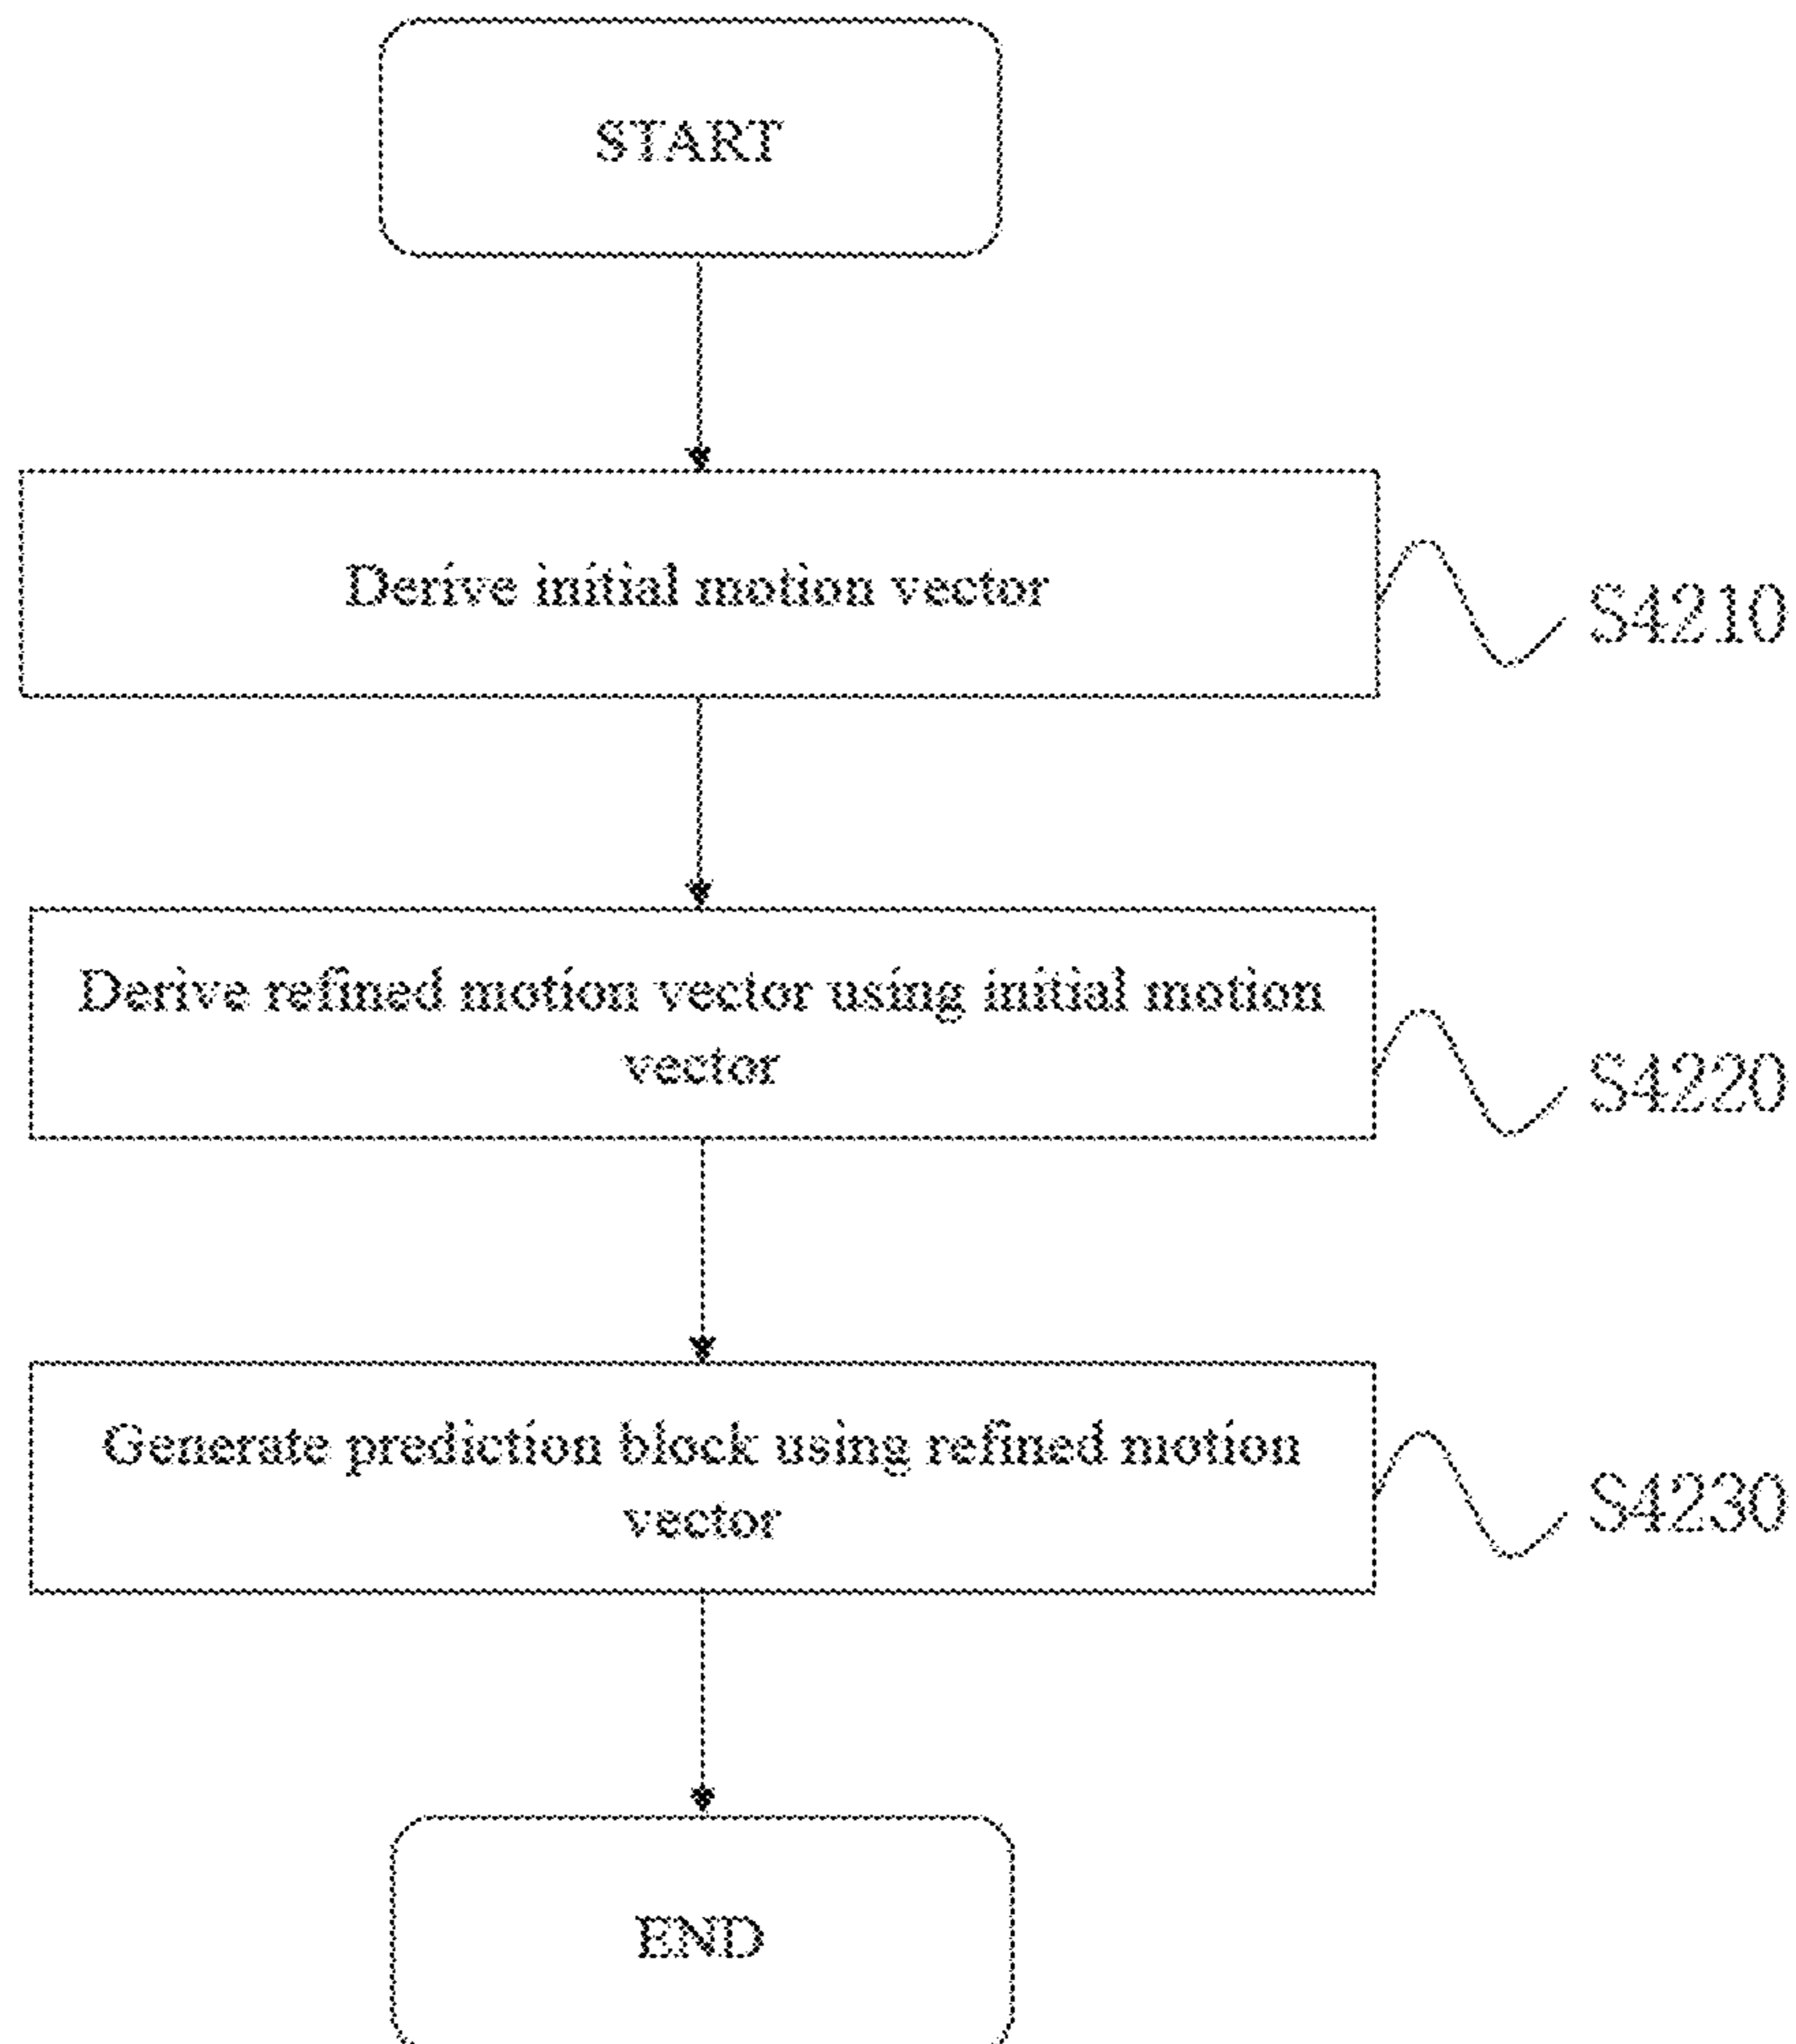 START
Derive initial motion vector
S4210
Derive refined motion vector using initial motion
vector
S4220
Generate prediction block using refined motion
vector
S4230
END